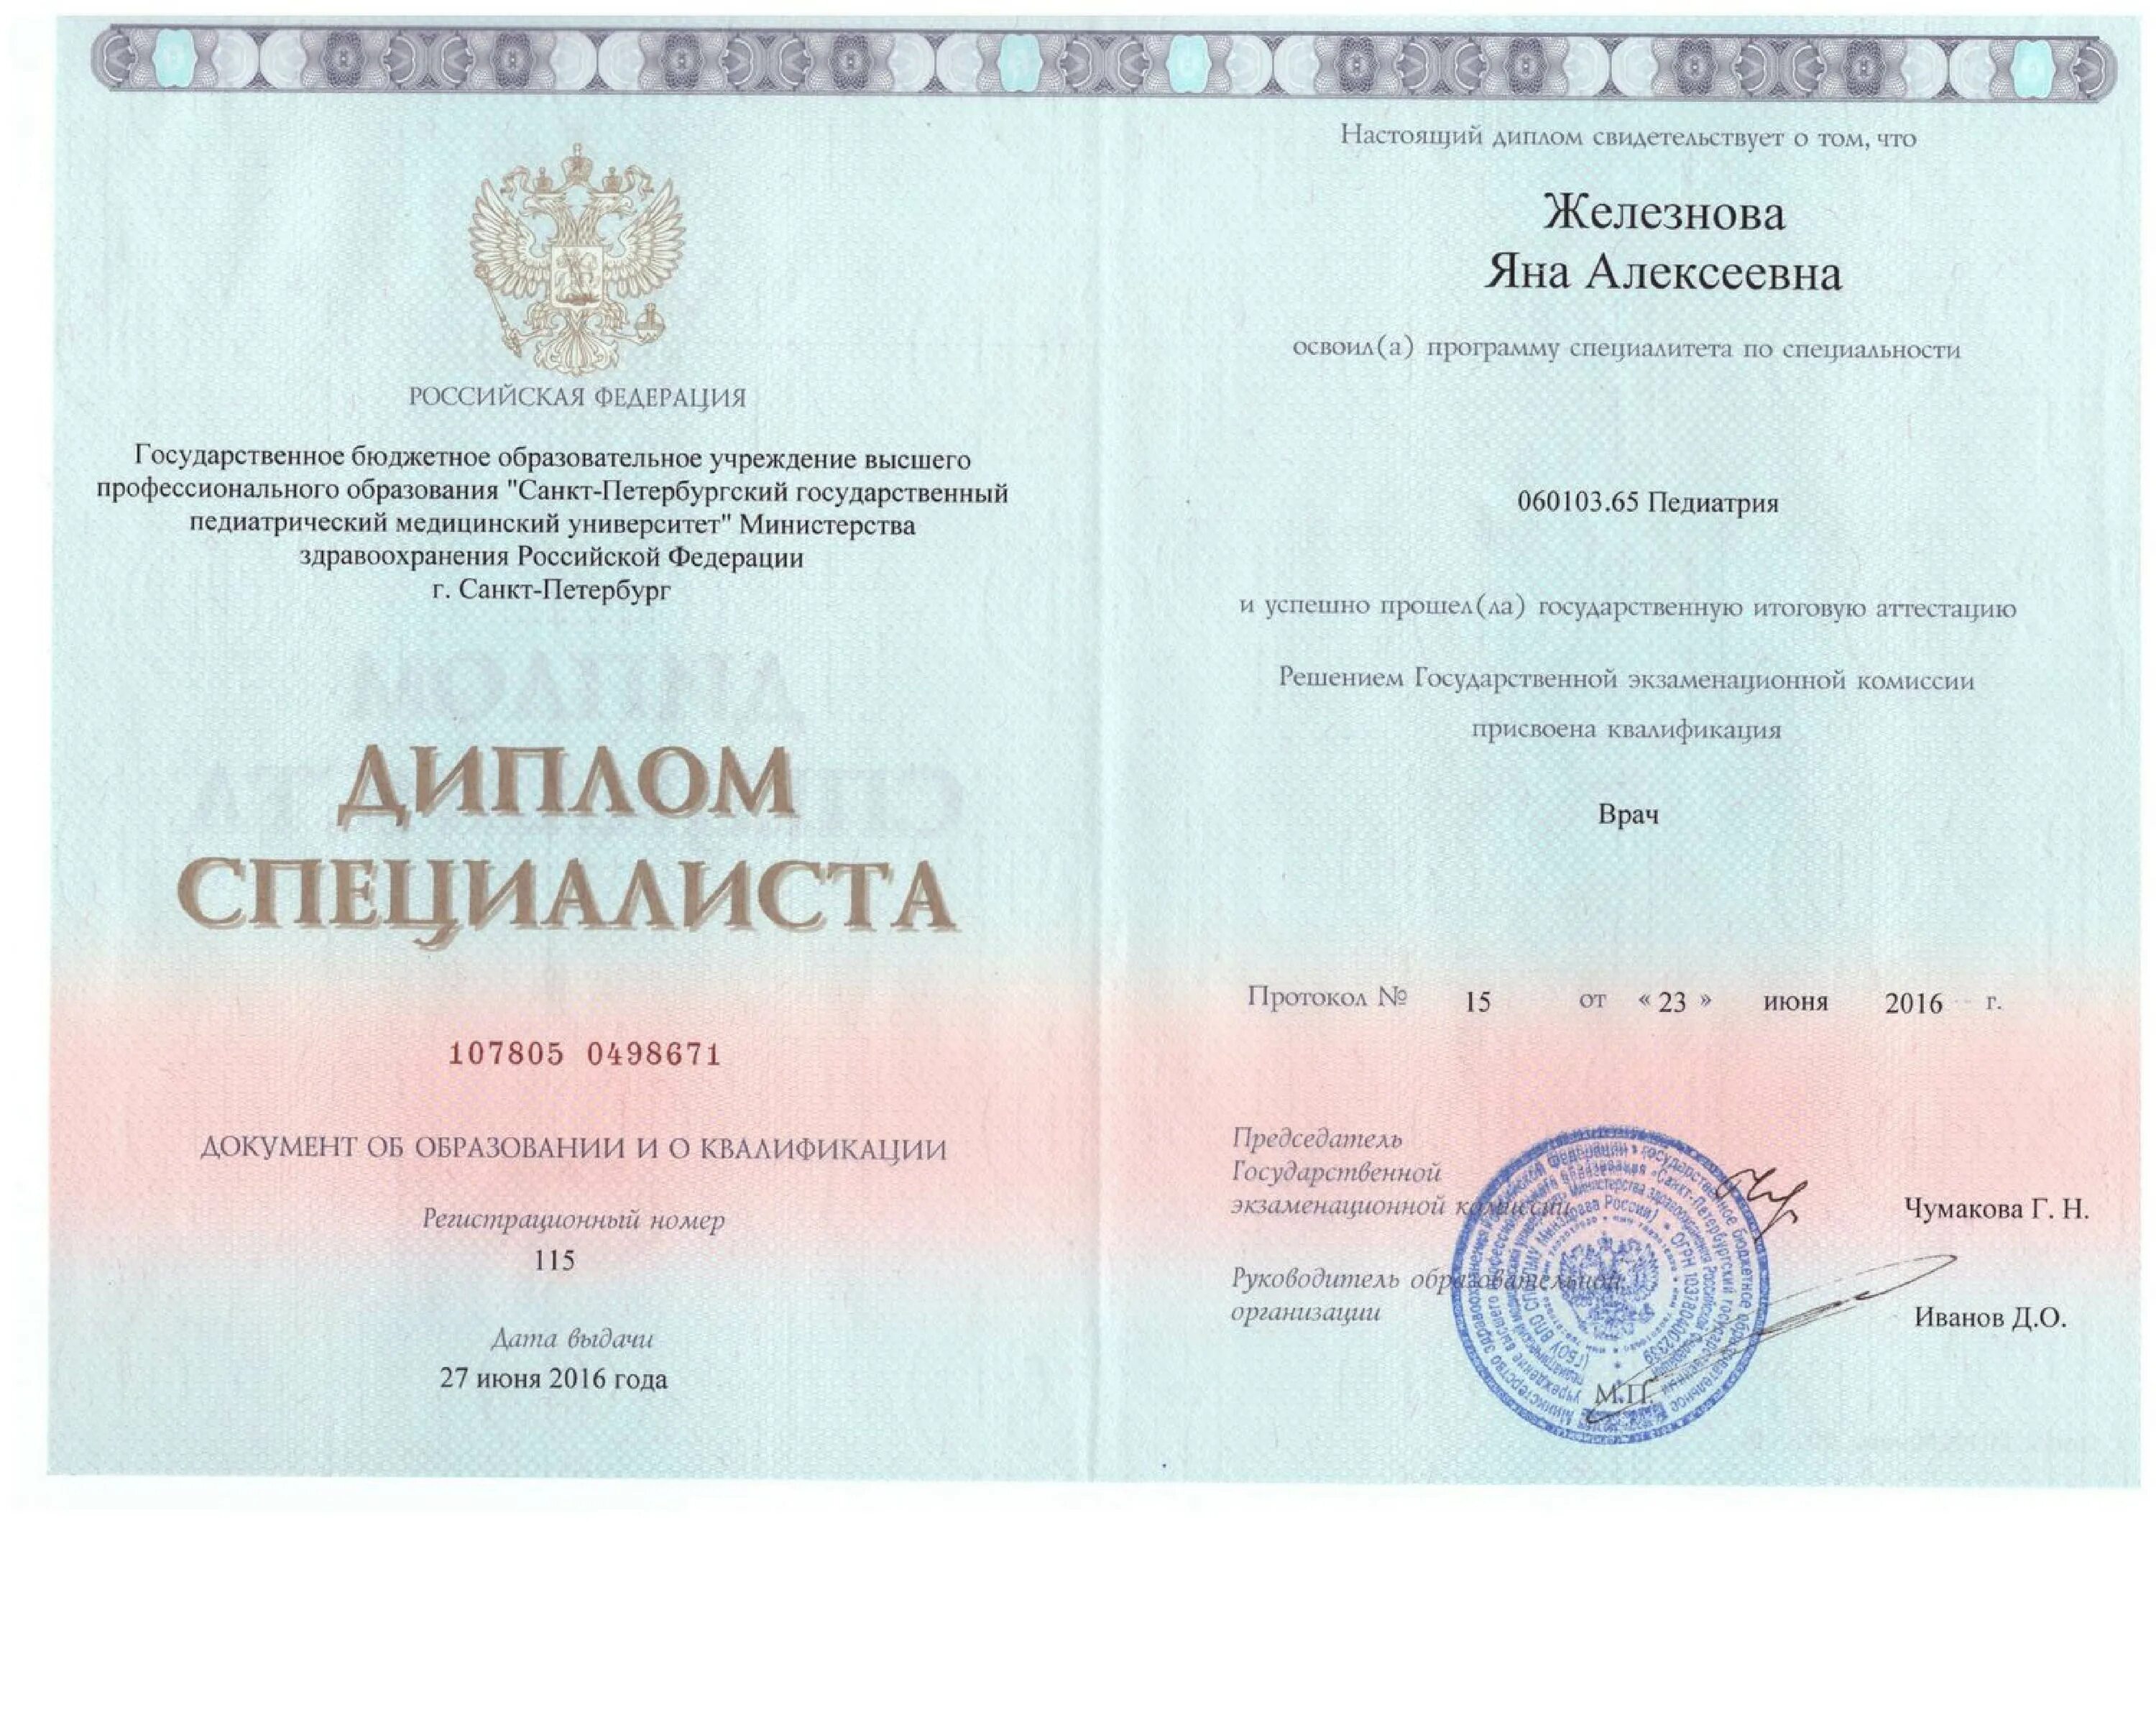 РОССИЙСКАЯ ФЕДЕРАЦИЯ
Государственное бюджетное образовательное учреждение высшего
профессионального образования "Санкт-Петербургский государственный
педиатрический медицинский университет" Министерства
здравоохранения Российской Федерации
г. Санкт-Петербург
ДИПЛОМ
СПЕЦИАЛИСТА
107805 0498671
ДОКУМЕНТ ОБ ОБРАЗОВАНИИ И О КВАЛИФИКАЦИИ
Регистрационный номер
115
Дата выдачи
27 июня 2016 года
Настоящий диплом свидетельствует о том, что
Железнова
Яна Алексеевна
освоил(а) программу специалитета по специальности
060103.65 Педиатрия
и успешно прошел(ла) государственную итоговую аттестацию
Решением Государственной экзаменационной комиссии
присвоена квалификация
Врач
Протокол № 15 от « 23 » июня 2016 г.
Председатель
Государственной
экзаменационной комиссии
Чумакова Г. Н.
Руководитель образовательной
организации
Иванов Д.О.
М.П.